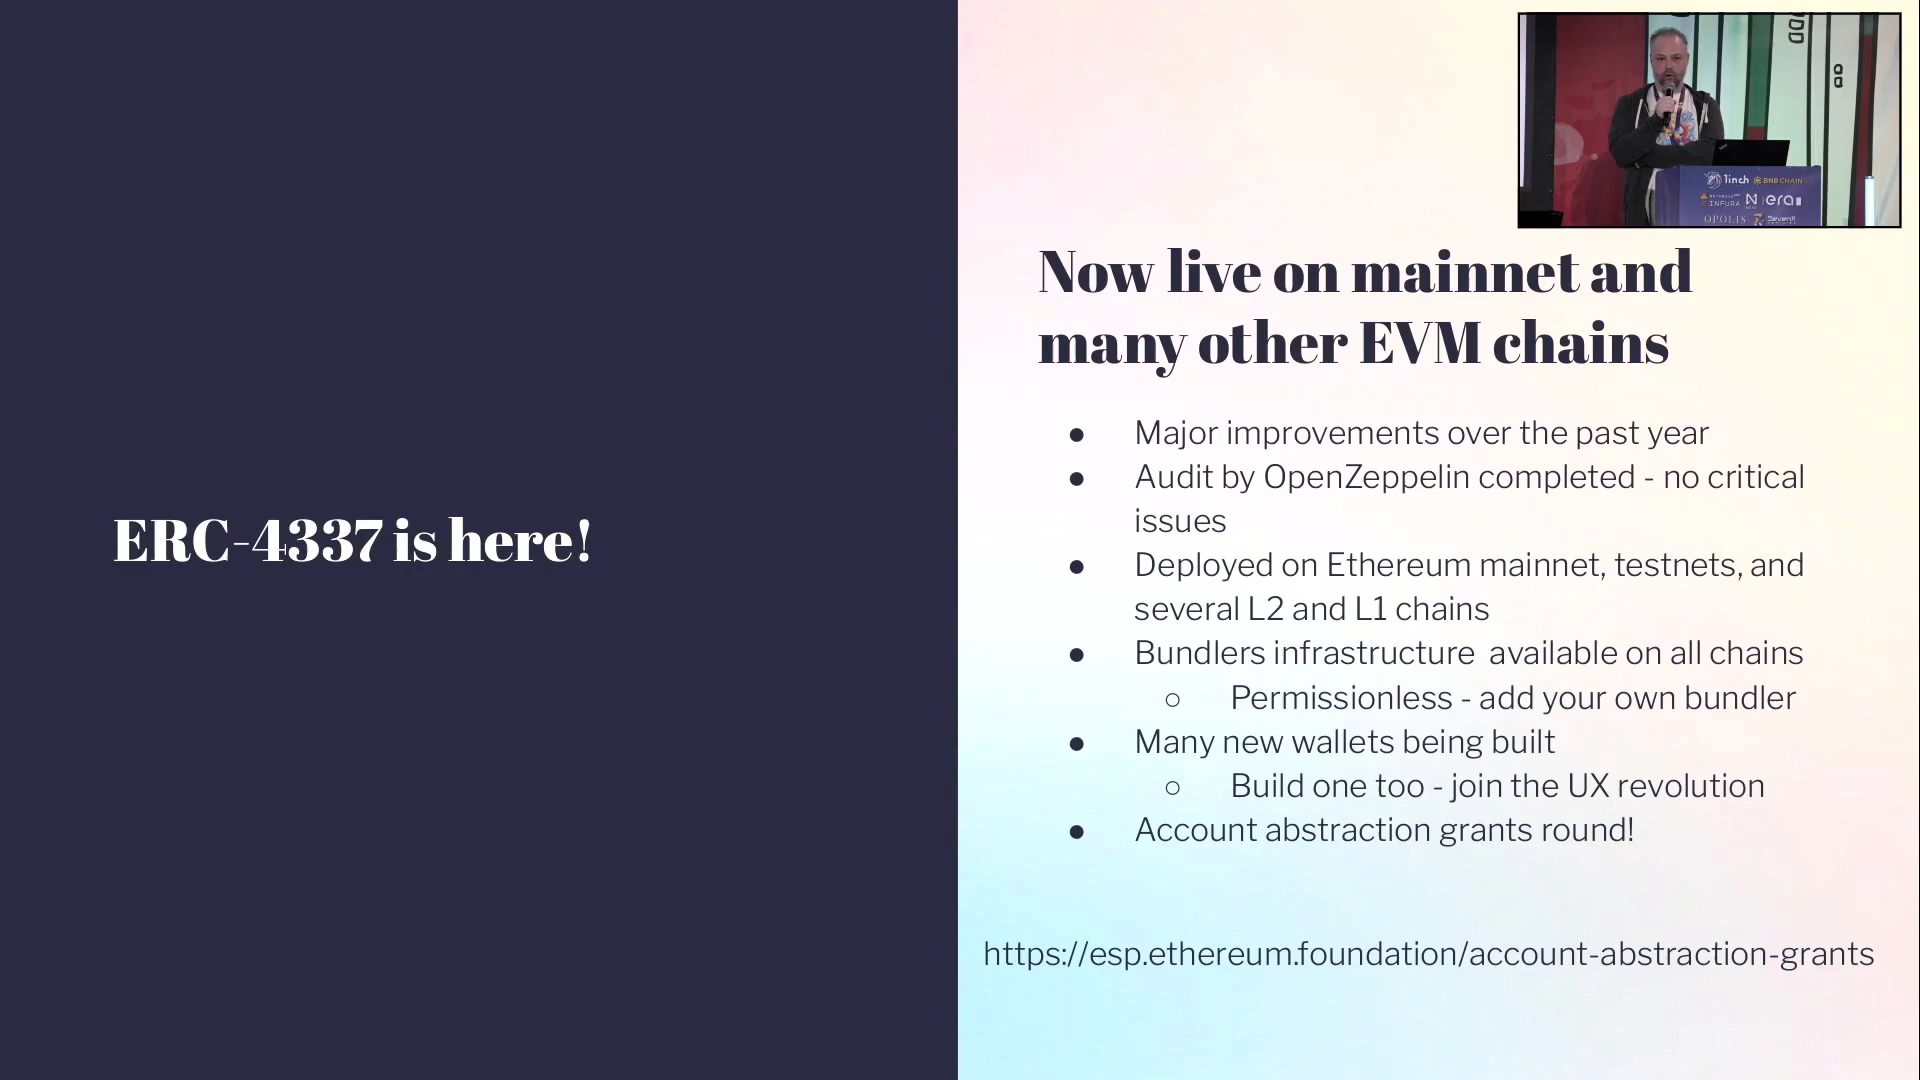 ERC-4337 is here!
Now live on mainnet and
many other EVM chains
● Major improvements over the past year
● Audit by OpenZeppelin completed - no critical
issues
● Deployed on Ethereum mainnet, testnets, and
several L2 and L1 chains
● Bundlers infrastructure  available on all chains
○ Permissionless - add your own bundler
● Many new wallets being built
○ Build one too - join the UX revolution
● Account abstraction grants round!
https://esp.ethereum.foundation/account-abstraction-grants
1inch BNB CHAIN
INFURA
OPOLIS SevenX